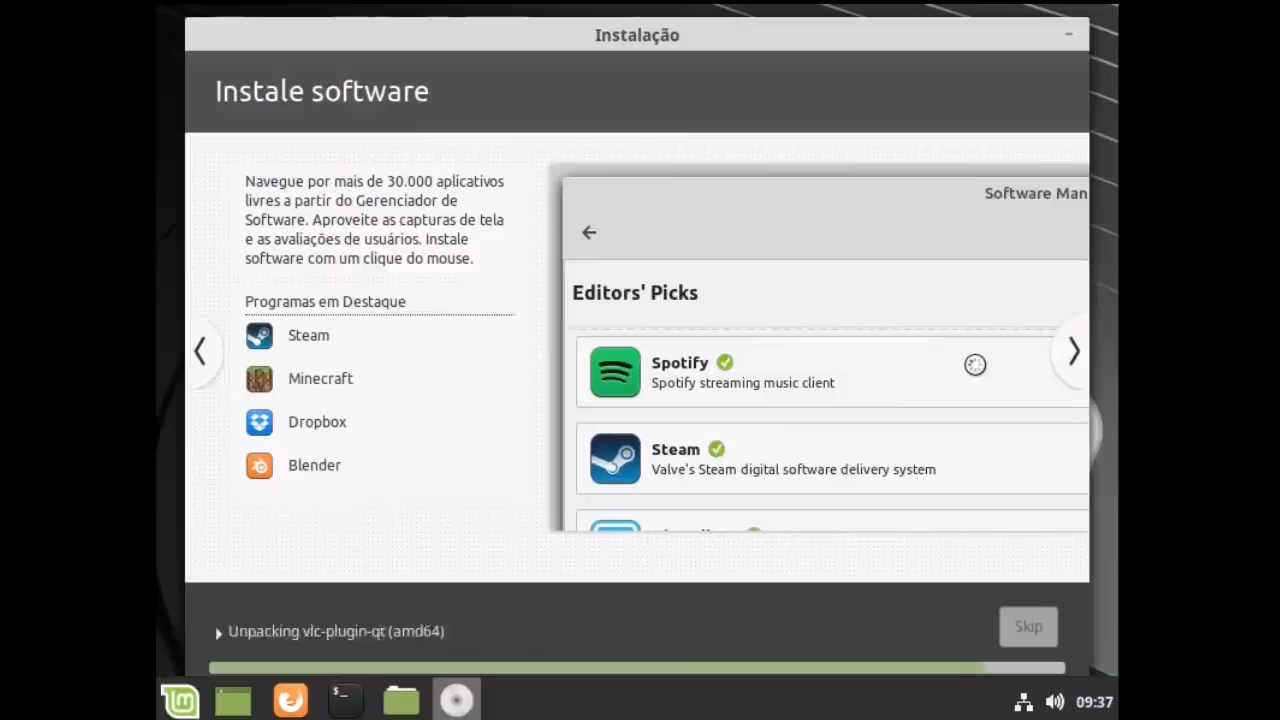 Instalação
Instale software
Navegue por mais de 30.000 aplicativos
livres a partir do Gerenciador de
Software. Aproveite as capturas de tela
e as avaliações de usuários. Instale
software com um clique do mouse.
Programas em Destaque
Steam
Minecraft
Dropbox
Blender
Software Man
Editors' Picks
Spotify
Spotify streaming music client
Steam
Valve's Steam digital software delivery system
Unpacking vlc-plugin-qt (amd64)
Skip
$_
09:37